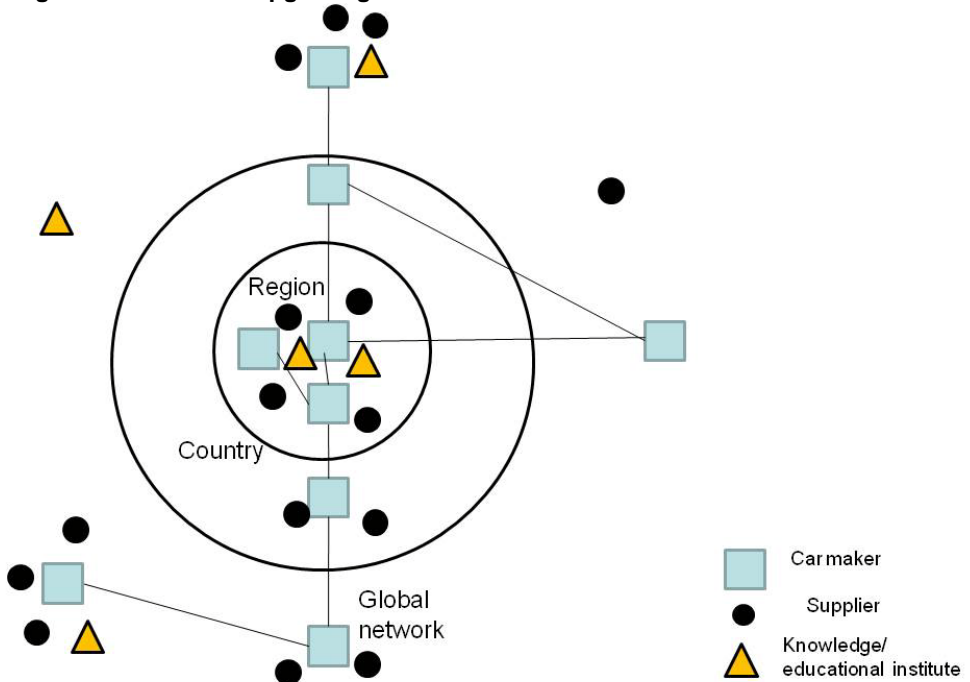 Region
Country
Global
network
Carmaker
Supplier
Knowledge/
educational institute